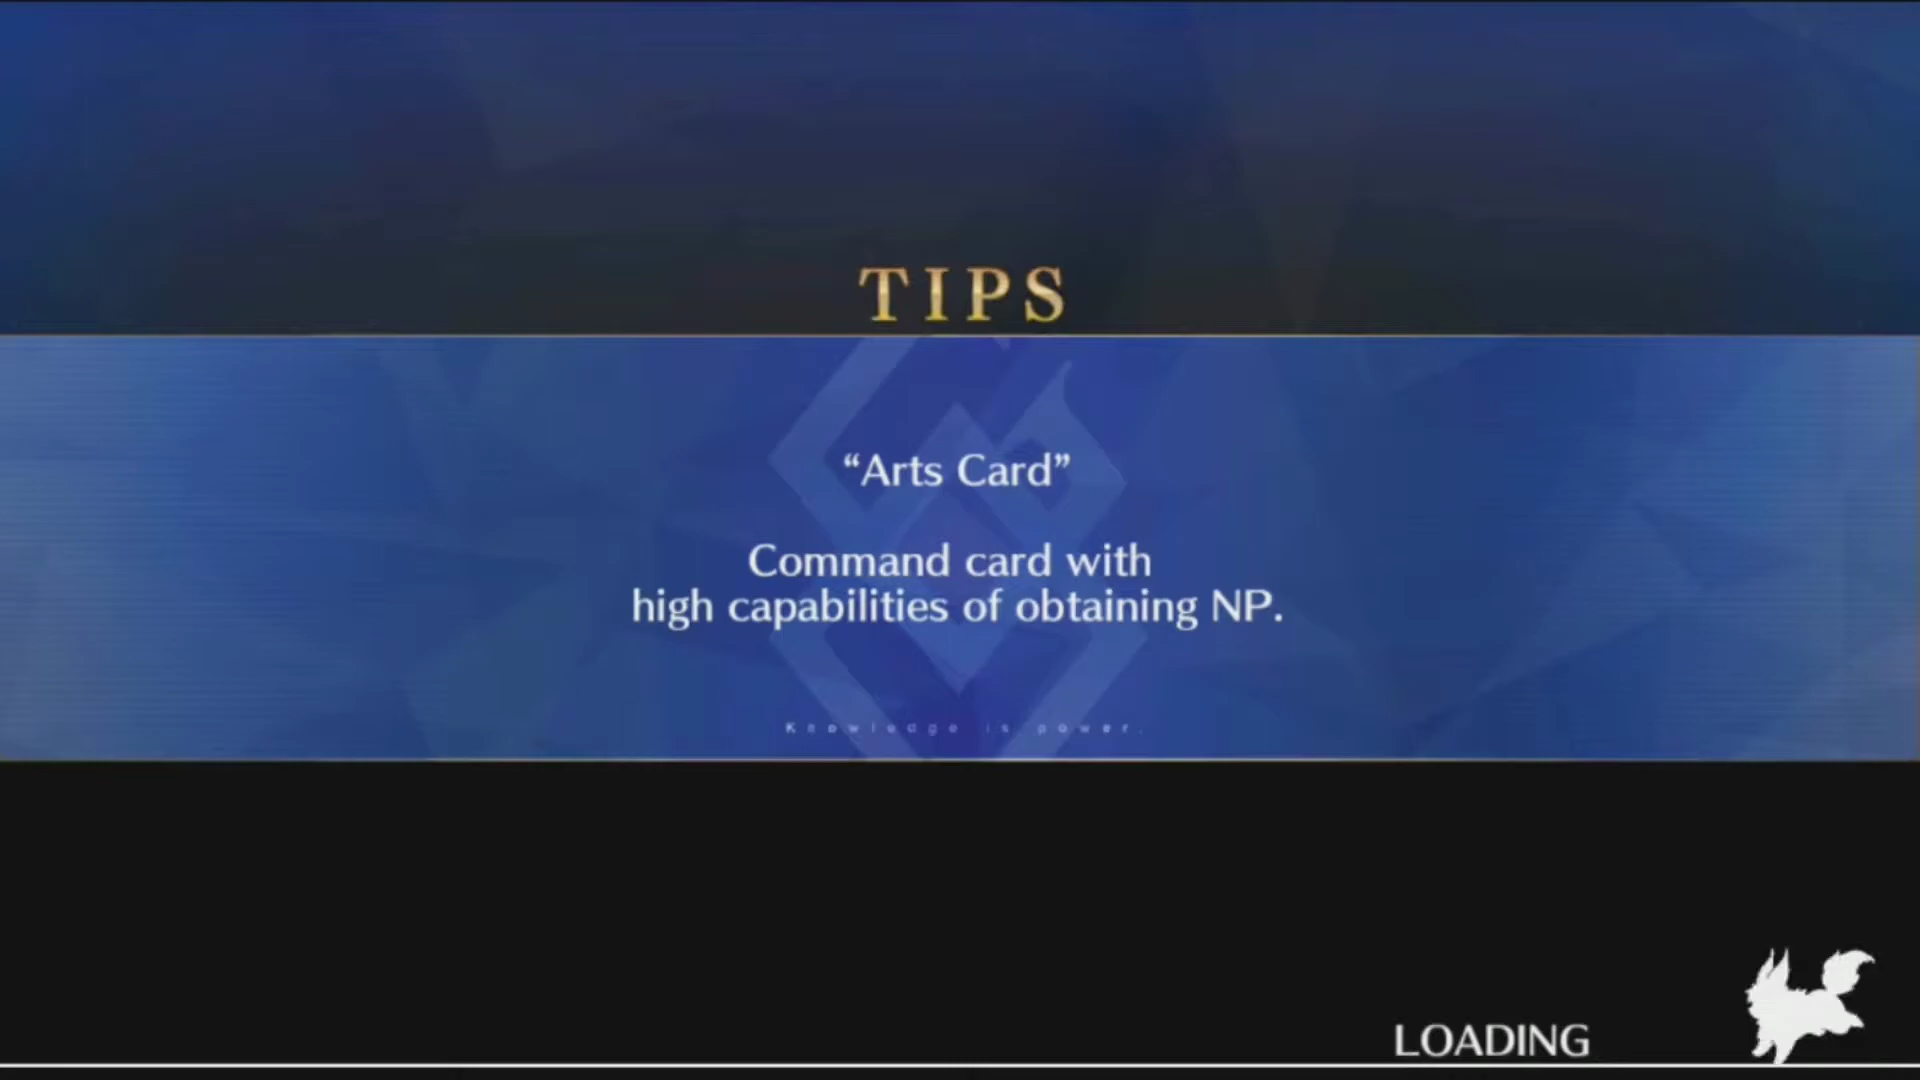 TIPS
“Arts Card”
Command card with
high capabilities of obtaining NP.
Knowledge is power.
LOADING